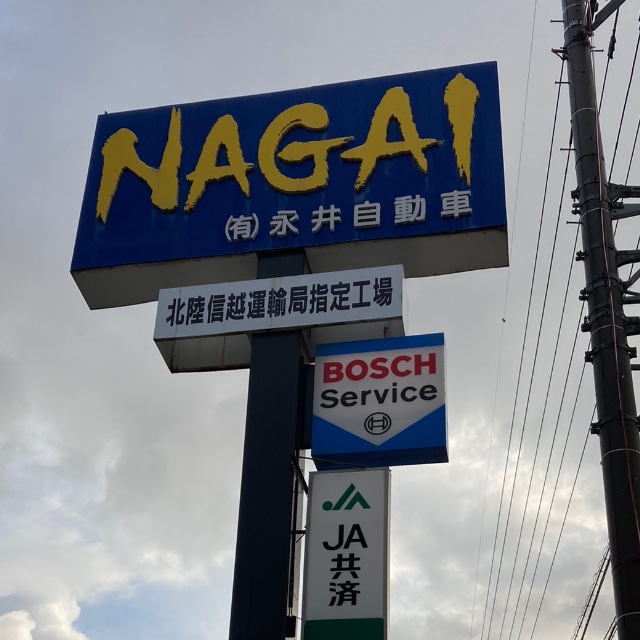 NAGAI
(有)永井自動車
北陸信越運輸局指定工場
BOSCH
Service
JA
共
済